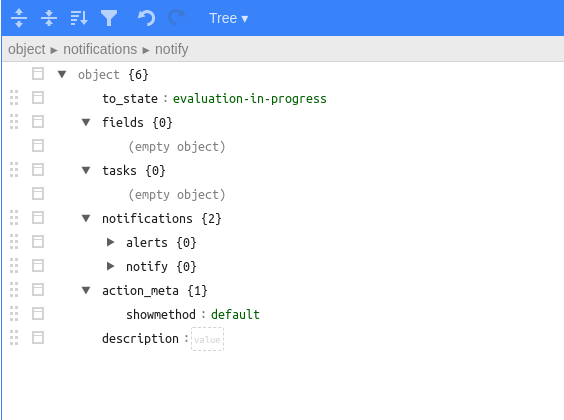 Tree ▾
object ► notifications ► notify
object {6}
to_state : evaluation-in-progress
fields {0}
(empty object)
tasks {0}
(empty object)
notifications {2}
alerts {0}
notify {0}
action_meta {1}
showmethod : default
description : value